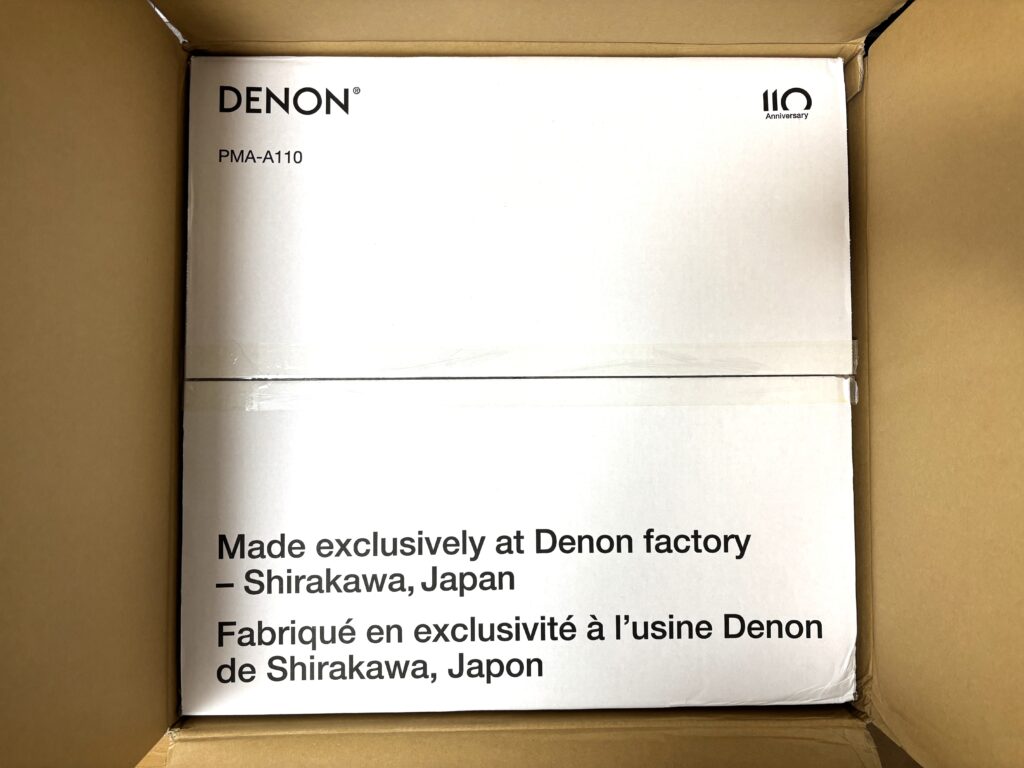 DENON®
110
Anniversary
PMA-A110
Made exclusively at Denon factory
– Shirakawa, Japan
Fabriqué en exclusivité à l’usine Denon
de Shirakawa, Japon